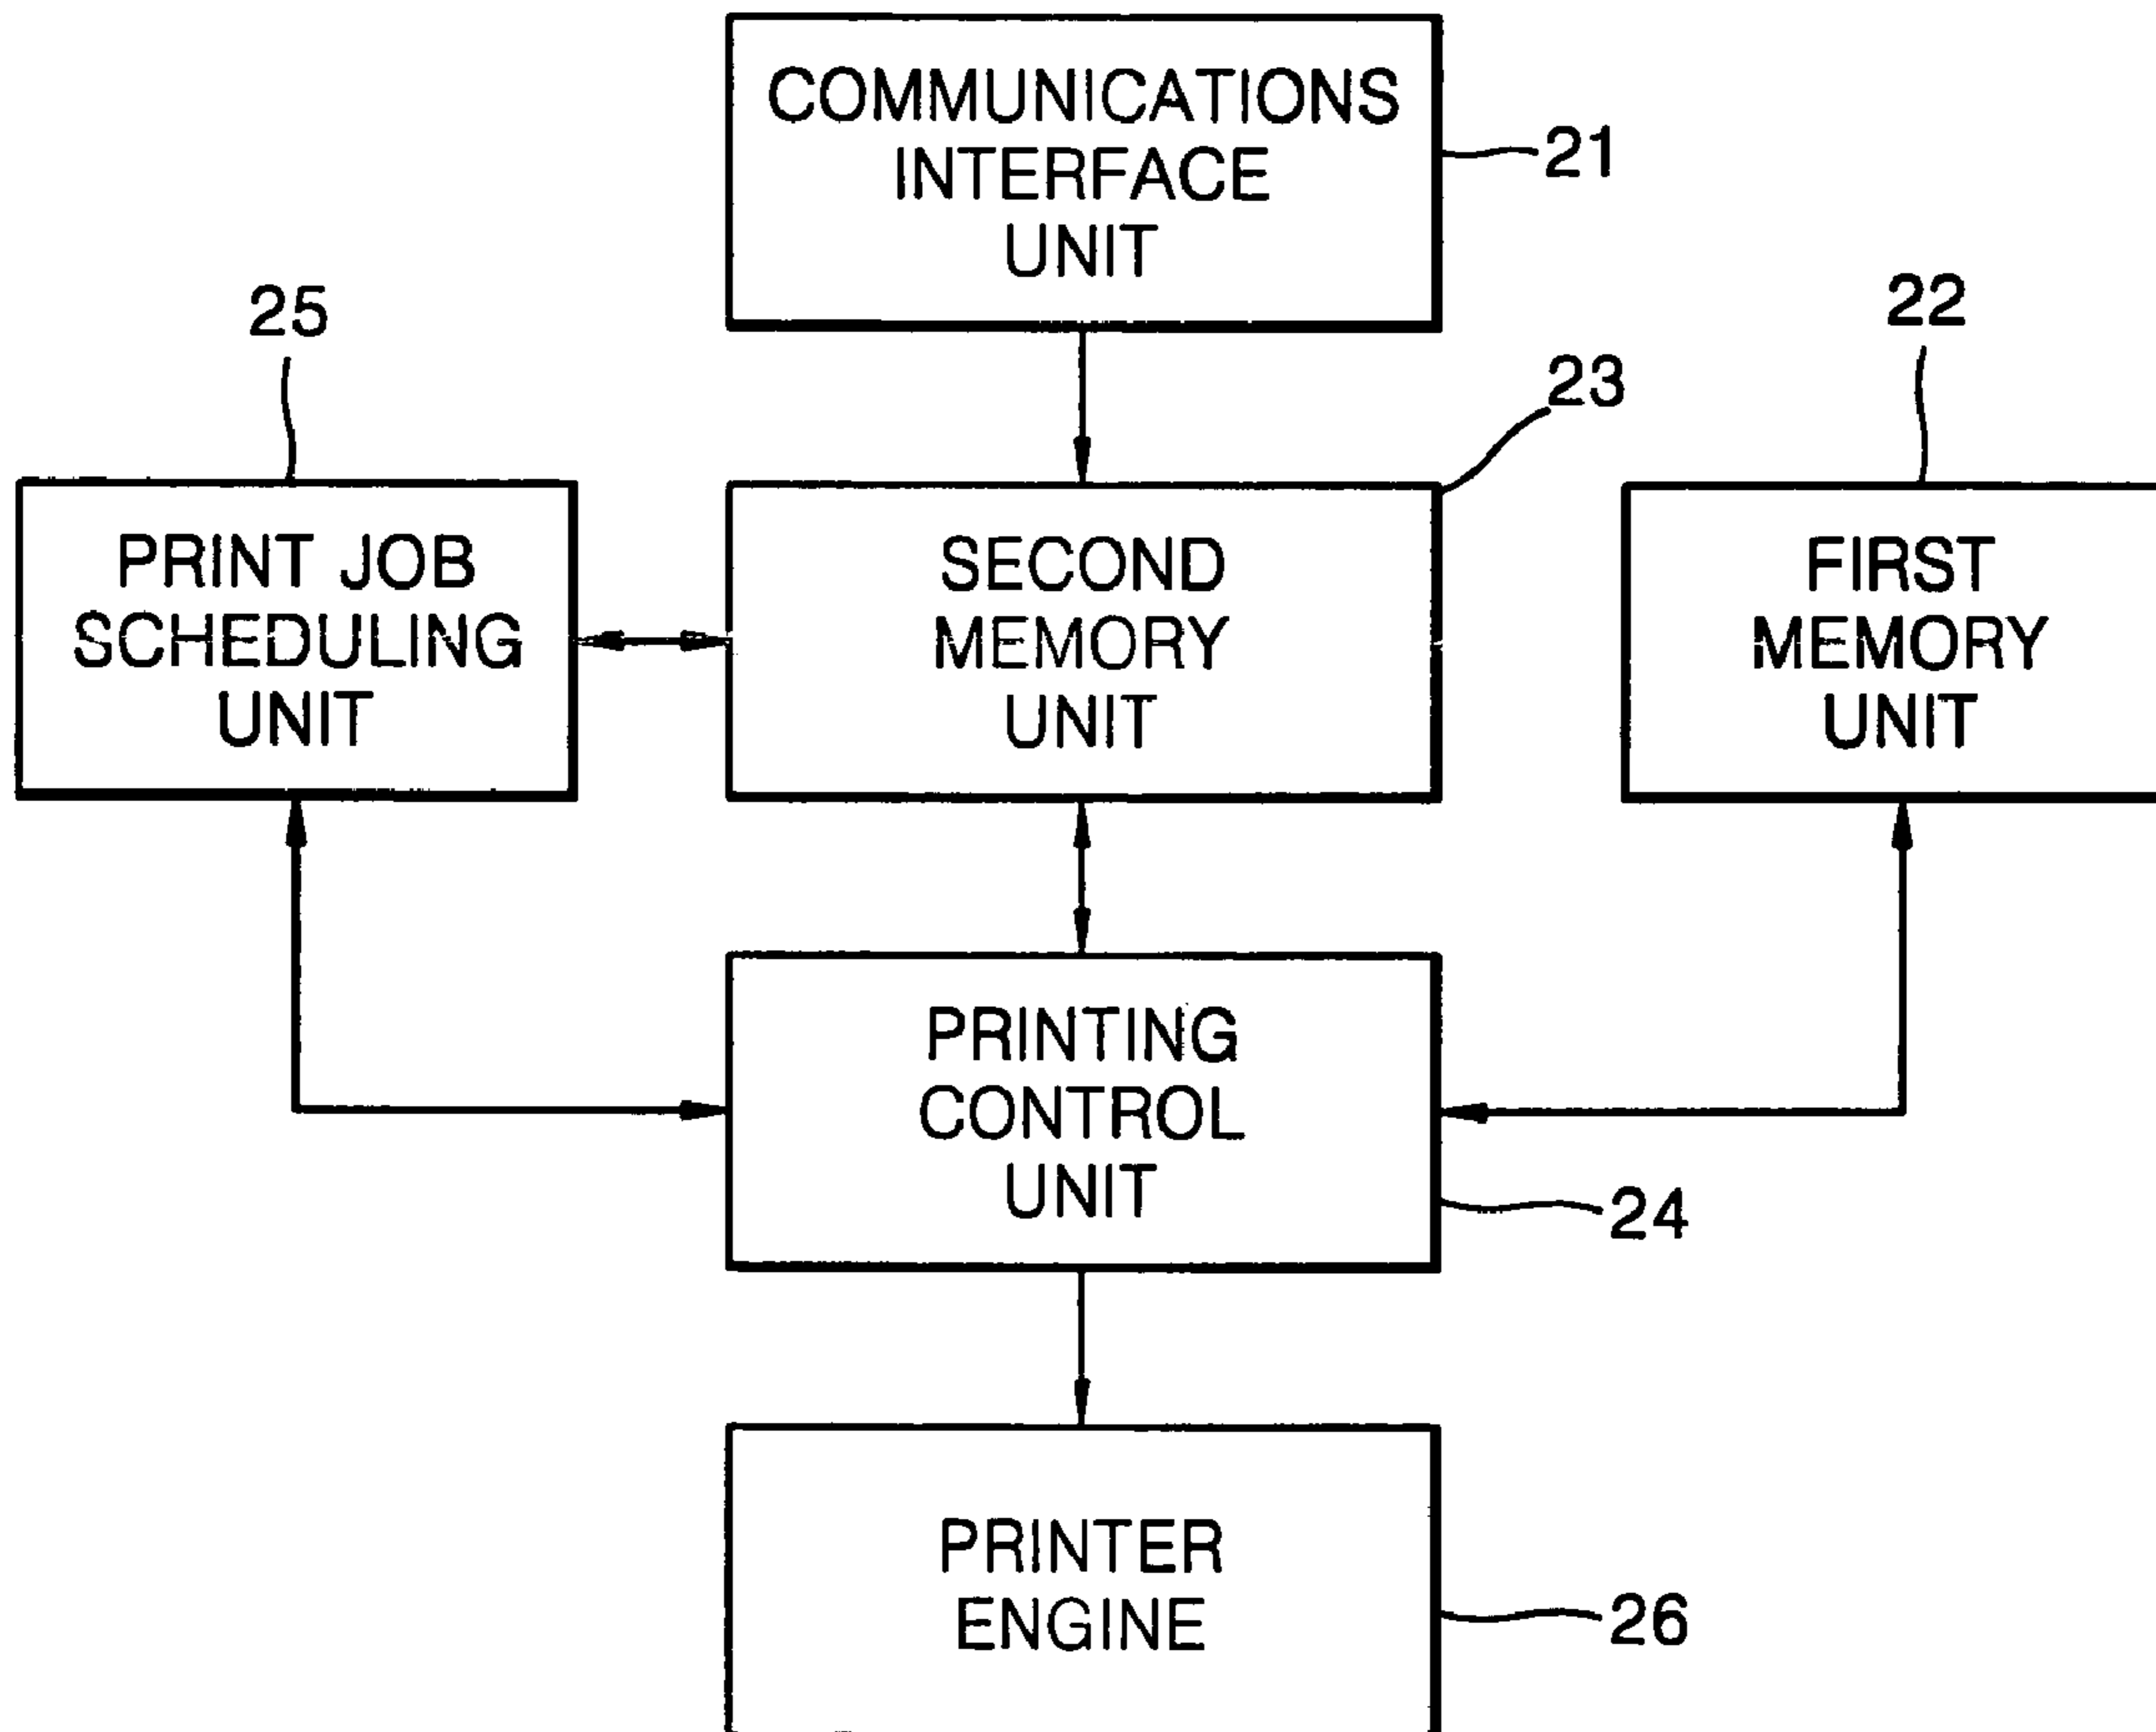 COMMUNICATIONS
INTERFACE
UNIT
21
25
22
23
PRINT JOB
SCHEDULING
UNIT
SECOND
MEMORY
UNIT
FIRST
MEMORY
UNIT
PRINTING
CONTROL
UNIT
24
PRINTER
ENGINE
26